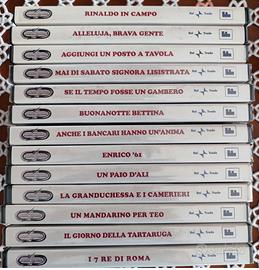 RINALDO IN CAMPO
ALLELUJA, BRAVA GENTE
AGGIUNGI UN POSTO A TAVOLA
MAI DI SABATO SIGNORA LISISTRATA
SE IL TEMPO FOSSE UN GAMBERO
BUONANOTTE BETTINA
ANCHE I BANCARI HANNO UN'ANIMA
ENRICO '61
UN PAIO D'ALI
LA GRANDUCHESSA E I CAMERIERI
UN MANDARINO PER TEO
IL GIORNO DELLA TARTARUGA
I 7 RE DI ROMA